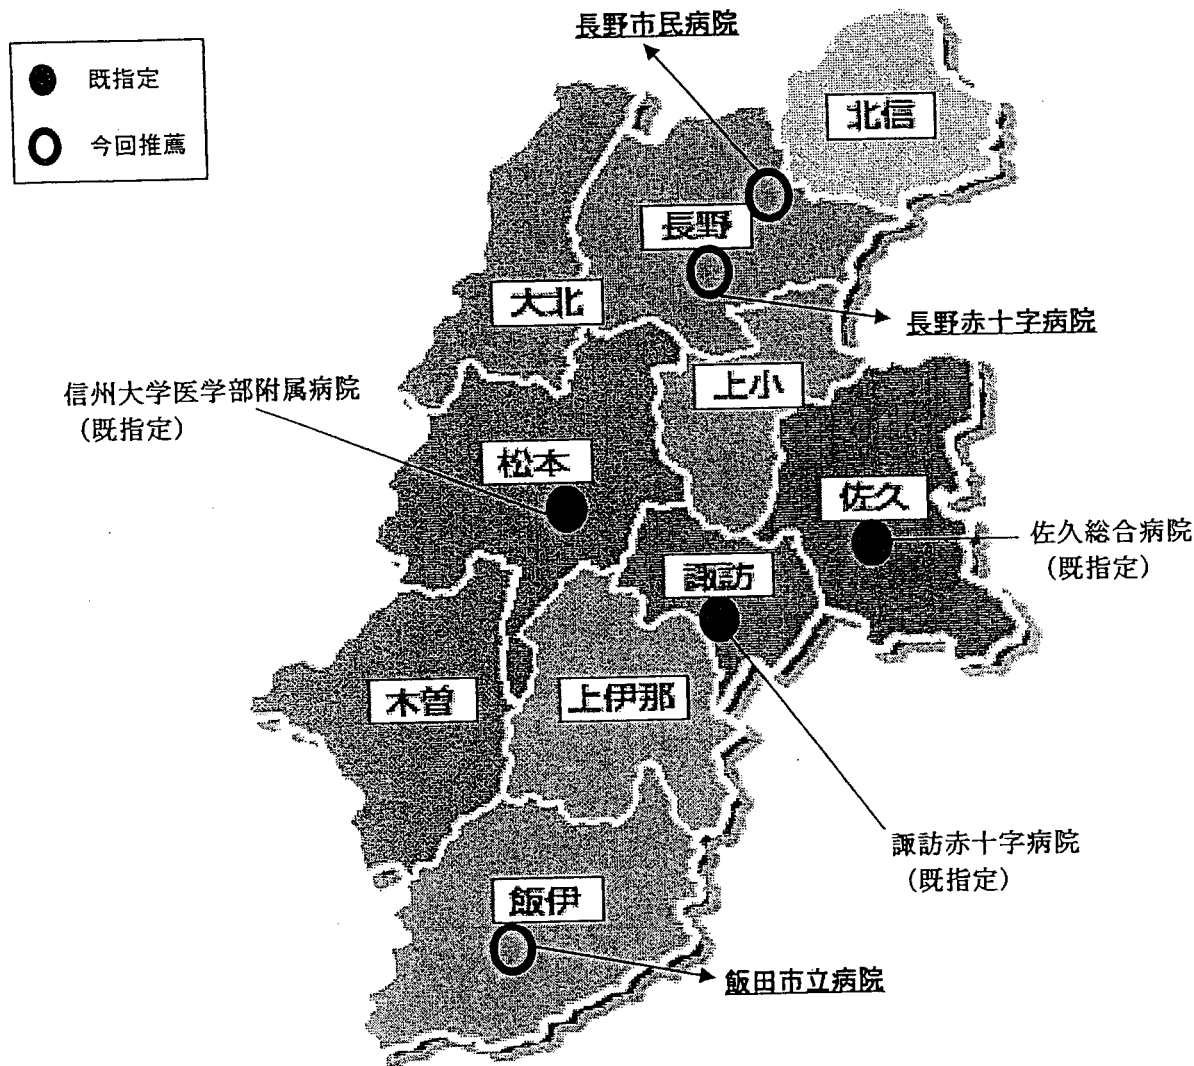 長野市民病院
既指定
今回推薦
北信
長野
大北
長野赤十字病院
上小
信州大学医学部附属病院
(既指定)
松本
佐久
佐久総合病院
(既指定)
諏訪
木曽
上伊那
諏訪赤十字病院
(既指定)
飯伊
飯田市立病院